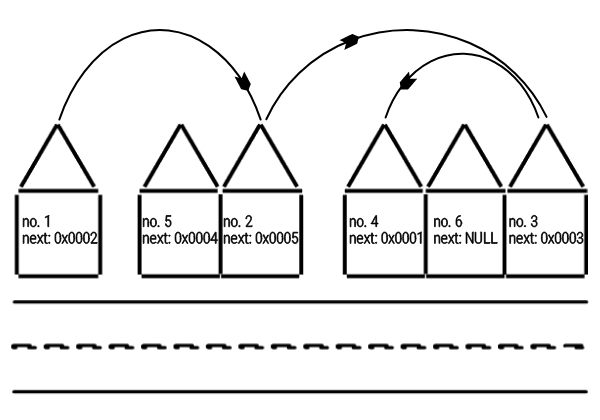 no. 1
next: 0x0002
no. 5
next: 0x0004
no. 2
next: 0x0005
no. 4
next: 0x0001
no. 6
next: NULL
no. 3
next: 0x0003